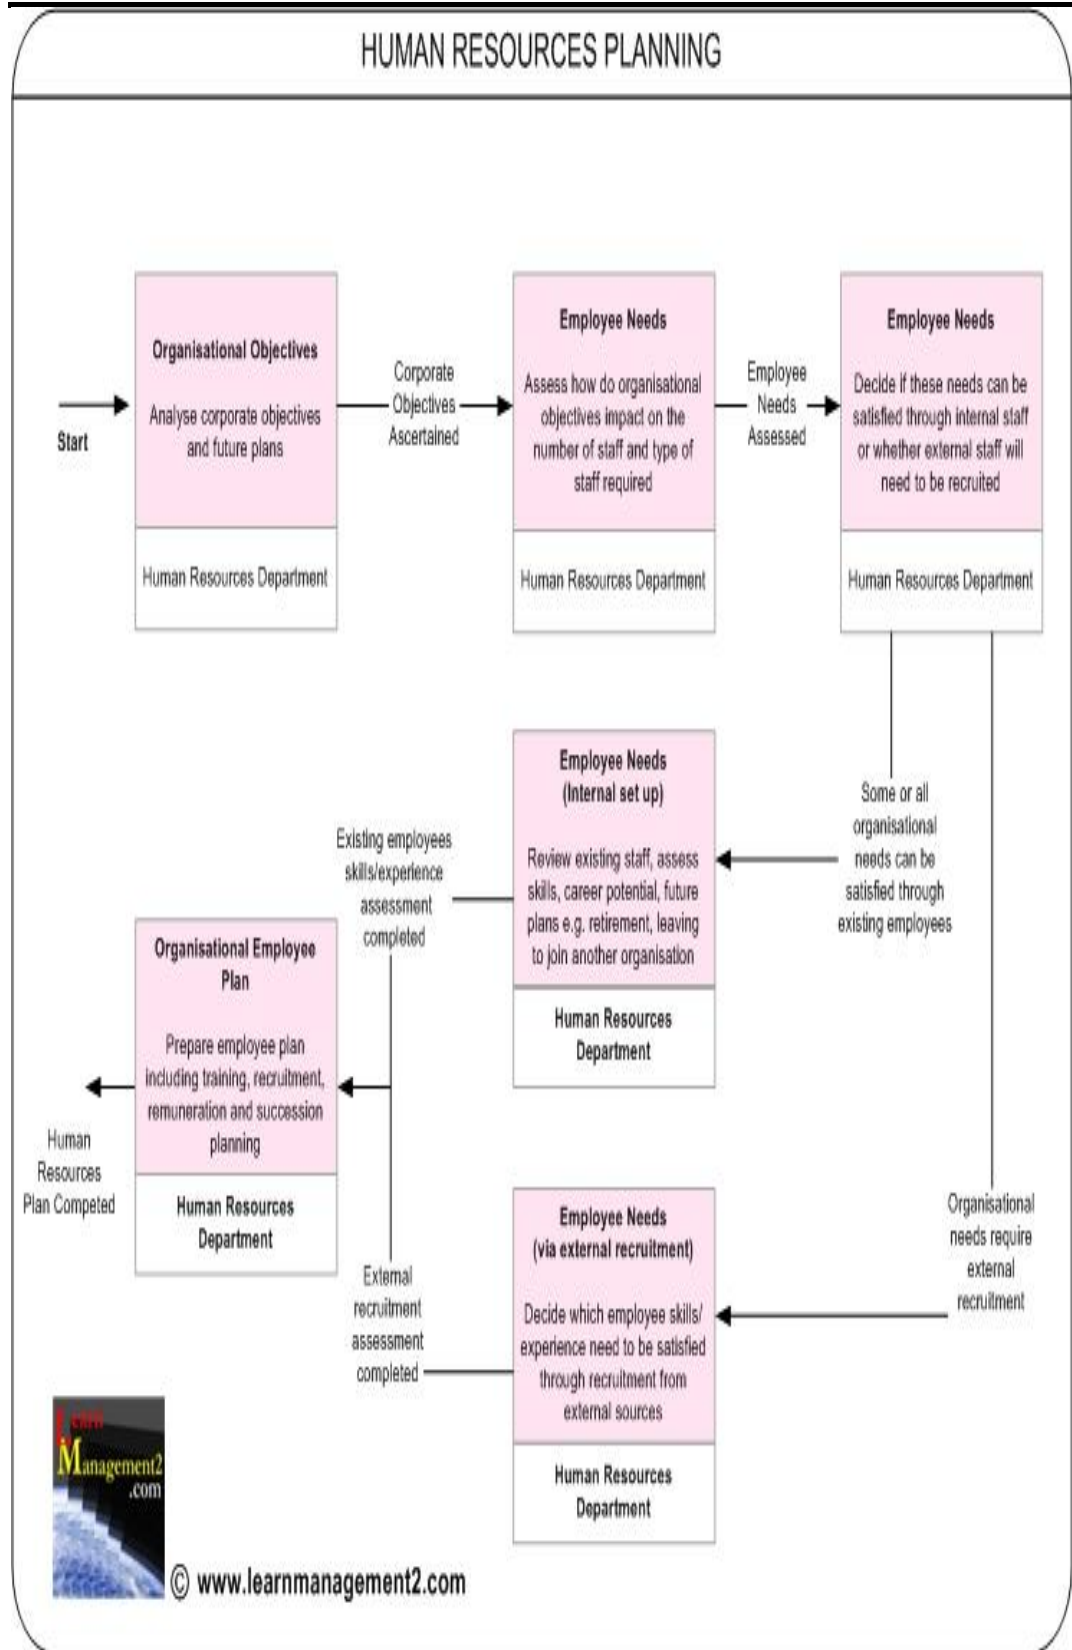 HUMAN RESOURCES PLANNING
Start
Organisational Objectives
Analyse corporate objectives
and future plans
Human Resources Department
Corporate
Objectives
Ascertained
Employee Needs
Assess how do organisational
objectives impact on the
number of staff and type of
staff required
Human Resources Department
Employee
Needs
Assessed
Employee Needs
Decide if these needs can be
satisfied through internal staff
or whether external staff will
need to be recruited
Human Resources Department
Some or all
organisational
needs can be
satisfied through
existing employees
Employee Needs
(Internal set up)
Review existing staff, assess
skills, career potential, future
plans e.g. retirement, leaving
to join another organisation
Human Resources
Department
Existing employees
skills/experience
assessment
completed
Organisational needs require
external
recruitment
Employee Needs
(via external recruitment)
Decide which employee skills/
experience need to be satisfied
through recruitment from
external sources
Human Resources
Department
External
recruitment
assessment
completed
Organisational Employee
Plan
Prepare employee plan
including training, recruitment,
remuneration and succession
planning
Human Resources
Department
Human
Resources
Plan Competed
Learn
Management2
.com
© www.learnmanagement2.com